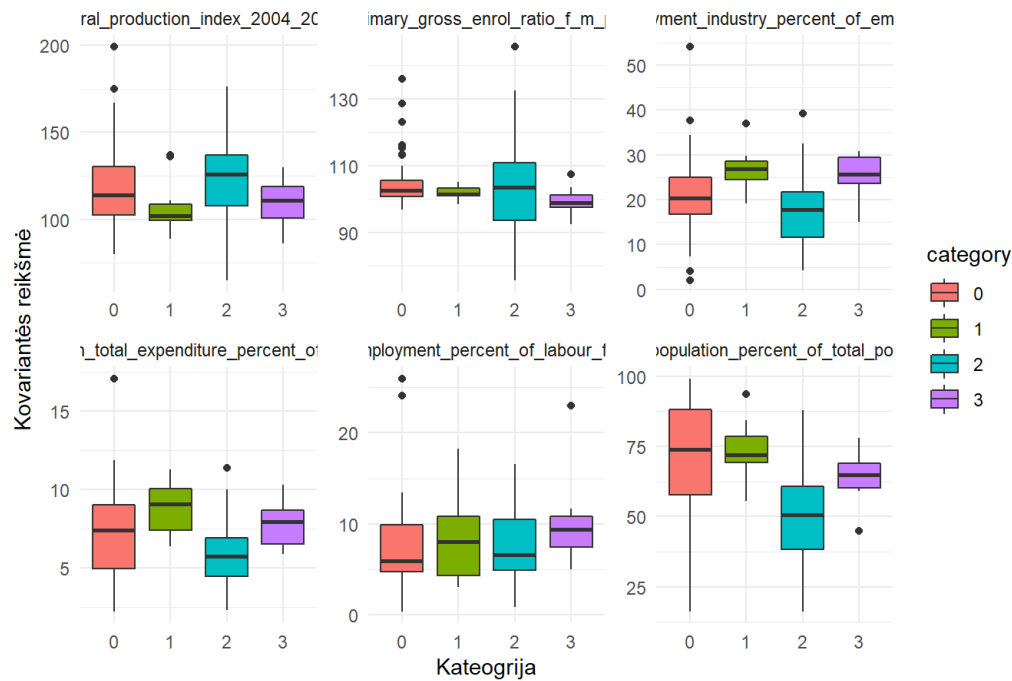 ral_production_index_2004_20
imary_gross_enrol_ratio_f_m_p
yment_industry_percent_of_em
200
150
100
130
110
90
50
40
30
20
10
0
0 1 2 3
0 1 2 3
0 1 2 3
n_total_expenditure_percent_of
nployment_percent_of_labour_f
population_percent_of_total_po
15
10
5
20
10
0
100
75
50
25
0 1 2 3
0 1 2 3
0 1 2 3
Kovariantės reikšmė
Kateogrija
category
0
1
2
3